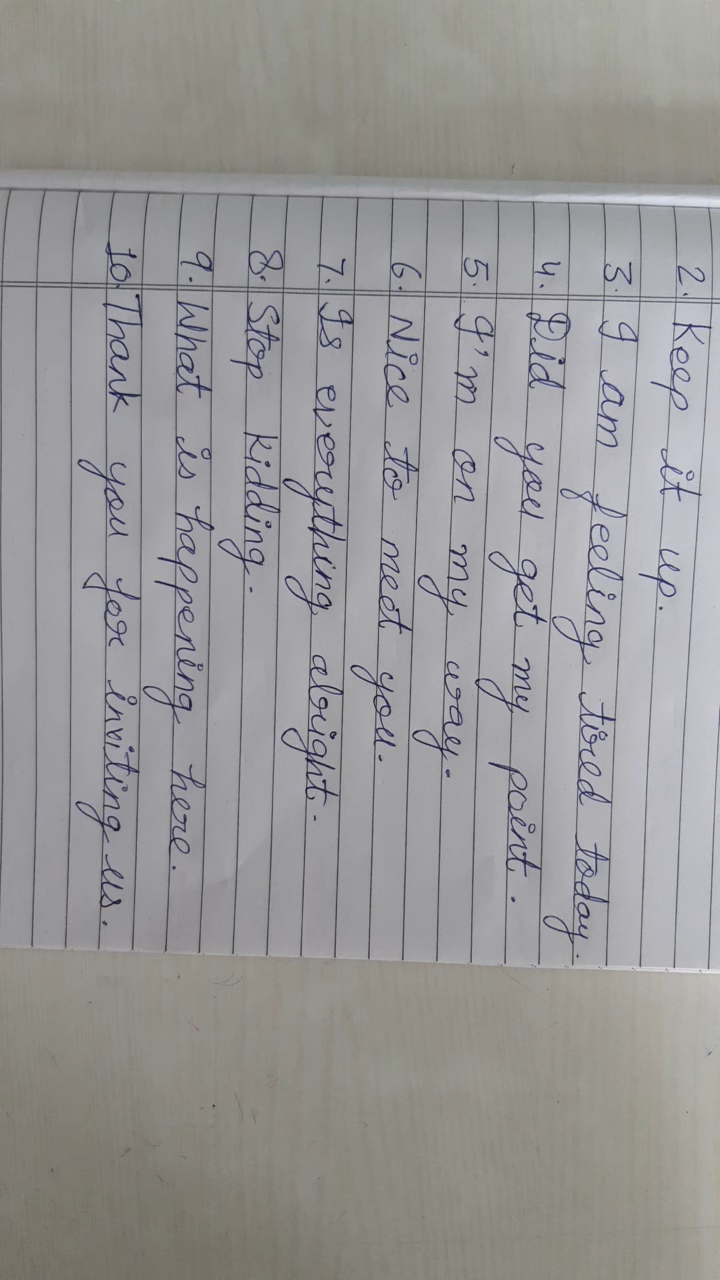 2. Keep it up.
3. I am feeling tired today.
4. Did you get my point.
5. I'm on my way.
6. Nice to meet you.
7. Is everything alright.
8. Stop kidding.
9. What is happening here.
10. Thank you for inviting us.